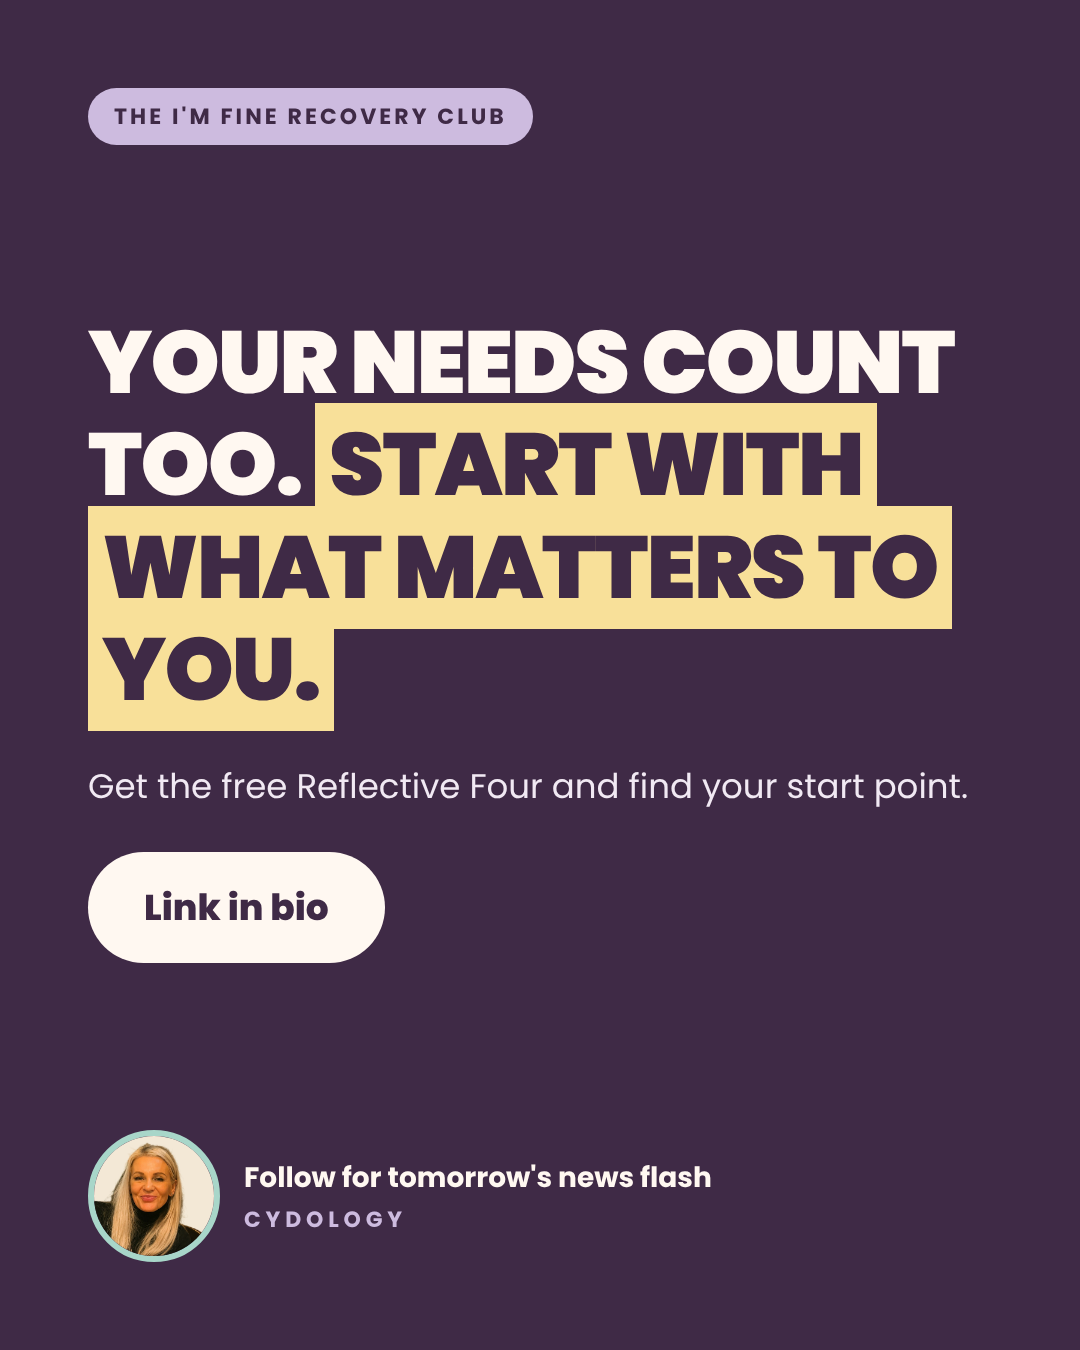 THE I'M FINE RECOVERY CLUB
YOUR NEEDS COUNT
TOO. START WITH
WHAT MATTERS TO
YOU.
Get the free Reflective Four and find your start point.
Link in bio
Follow for tomorrow's news flash
CYDOLOGY